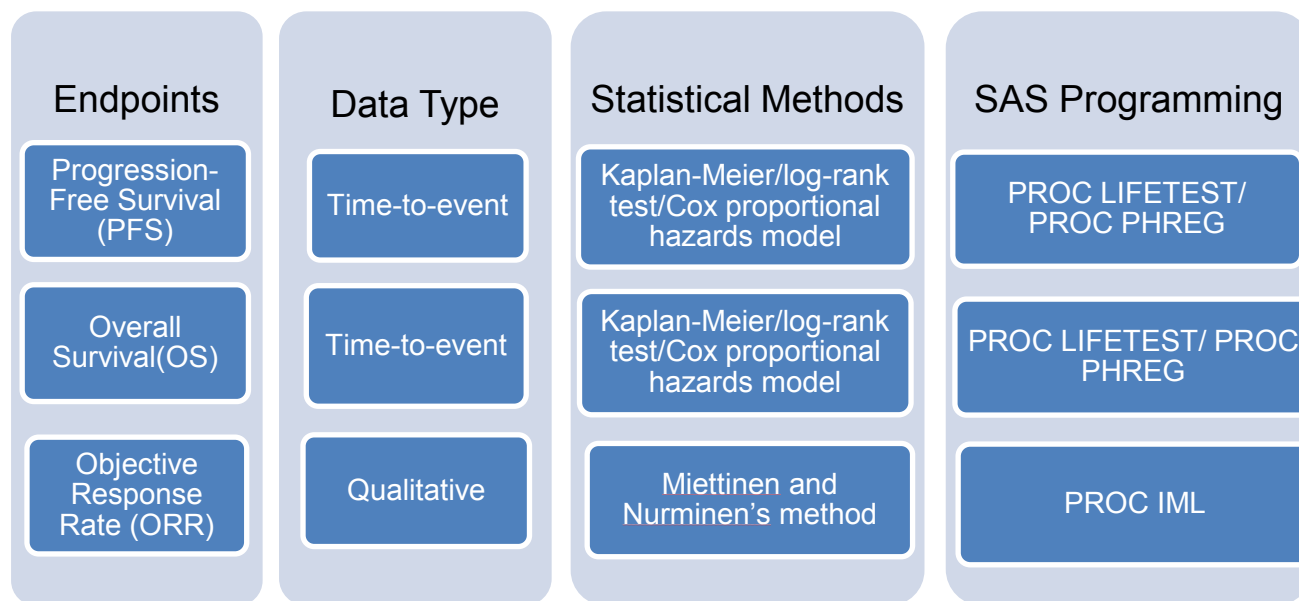 Endpoints
Progression-
Free Survival
(PFS)
Overall
Survival(OS)
Objective
Response
Rate (ORR)
Data Type
Time-to-event
Time-to-event
Qualitative
Statistical Methods
Kaplan-Meier/log-rank
test/Cox proportional
hazards model
Kaplan-Meier/log-rank
test/Cox proportional
hazards model
Miettinen and
Nurminen’s method
SAS Programming
PROC LIFETEST/
PROC PHREG
PROC LIFETEST/ PROC
PHREG
PROC IML